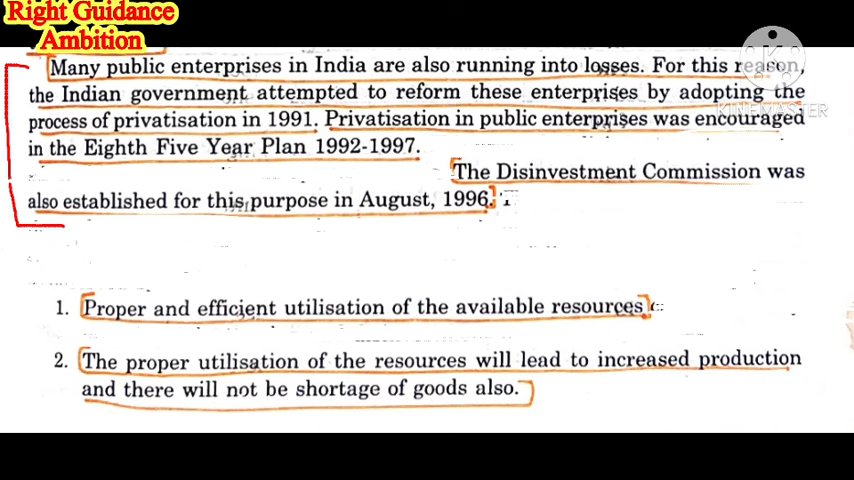 Right Guidance
Ambition
Many public enterprises in India are also running into losses. For this reason,
the Indian government attempted to reform these enterprises by adopting the
process of privatisation in 1991. Privatisation in public enterprises was encouraged
in the Eighth Five Year Plan 1992-1997.
The Disinvestment Commission was
also established for this purpose in August, 1996.
1. Proper and efficient utilisation of the available resources
2. The proper utilisation of the resources will lead to increased production
and there will not be shortage of goods also.
K
KINEMASTER